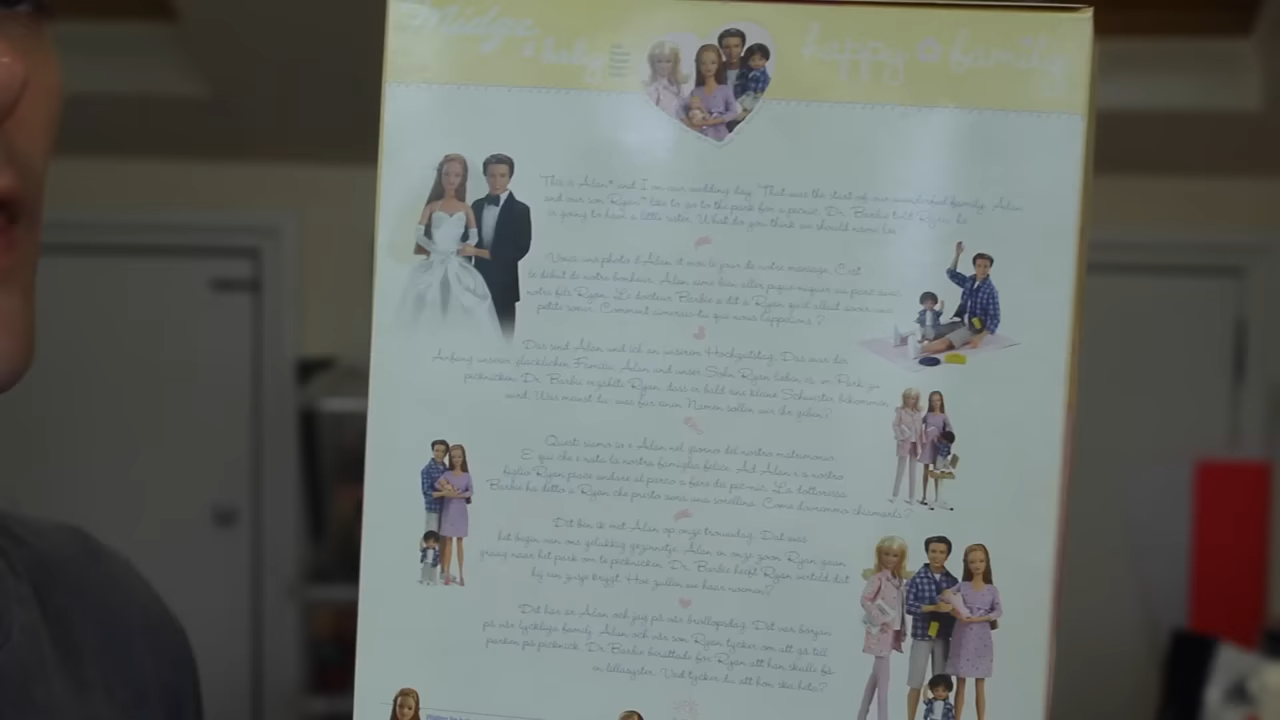 Midge
& baby
happy family
This is Alan* and I on our wedding day. That was the start of our wonderful family. Alan
and our son Ryan* like to go to the park for a picnic. Dr. Barbie told Ryan he
is going to have a little sister. What do you think we should name her
Voici une photo d'Alan et moi le jour de notre mariage. C'est
le début de notre bonheur. Alan aime bien aller pique-niquer au parc avec
notre fils Ryan. Le docteur Barbie a dit à Ryan qu'il allait avoir une
petite soeur. Comment aimerais-tu que nous l'appelions ?
Das sind Alan und ich an unserem Hochzeitstag. Das war der
Anfang unserer glücklichen Familie. Alan und unser Sohn Ryan lieben es, im Park zu
picknicken. Dr. Barbie erzählte Ryan, dass er bald eine kleine Schwester bekommen
wird. Was meinst du, was für einen Namen sollen wir ihr geben?
Questi siamo io e Alan nel giorno del nostro matrimonio.
E qui che è nata la nostra famiglia felice. Ad Alan e a nostro
figlio Ryan piace andare al parco a fare dei pic-nic. La dottoressa
Barbie ha detto a Ryan che presto avrà una sorellina. Come dovremmo chiamarla?
Dit ben ik met Alan op onze trouwdag. Dat was
het begin van ons gelukkig gezinnetje. Alan en onze zoon Ryan gaan
graag naar het park om te picknicken. Dr. Barbie heeft Ryan verteld dat
hij een zusje krijgt. Hoe zullen we haar noemen?
Det här är Alan och jag på vår bröllopsdag. Det var början
på vår lyckliga familj. Alan och vår son Ryan tycker om att gå till
parken på picknick. Dr. Barbie berättade för Ryan att han skulle få
en lillasyster. Vad tycker du att hon ska heta?